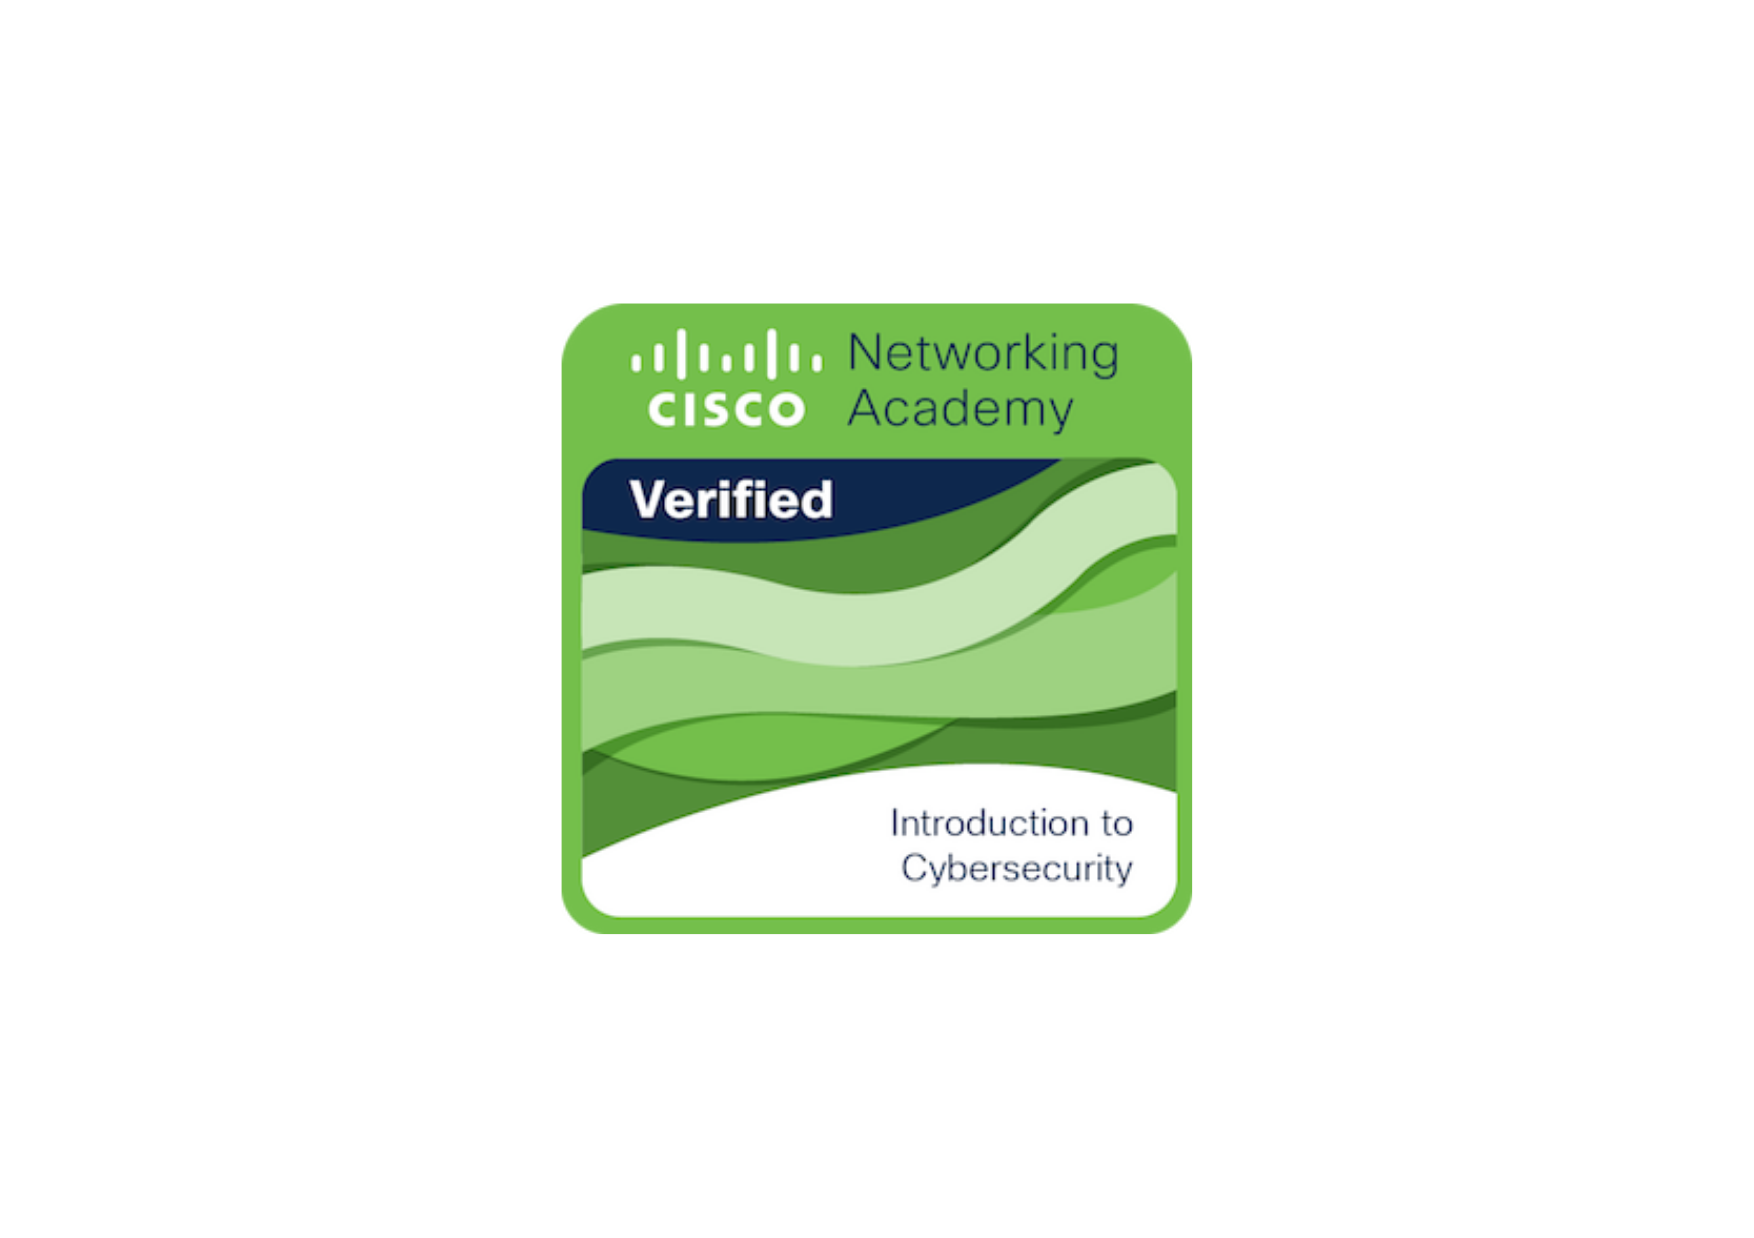 CISCO
Networking
Academy
Verified
Introduction to
Cybersecurity